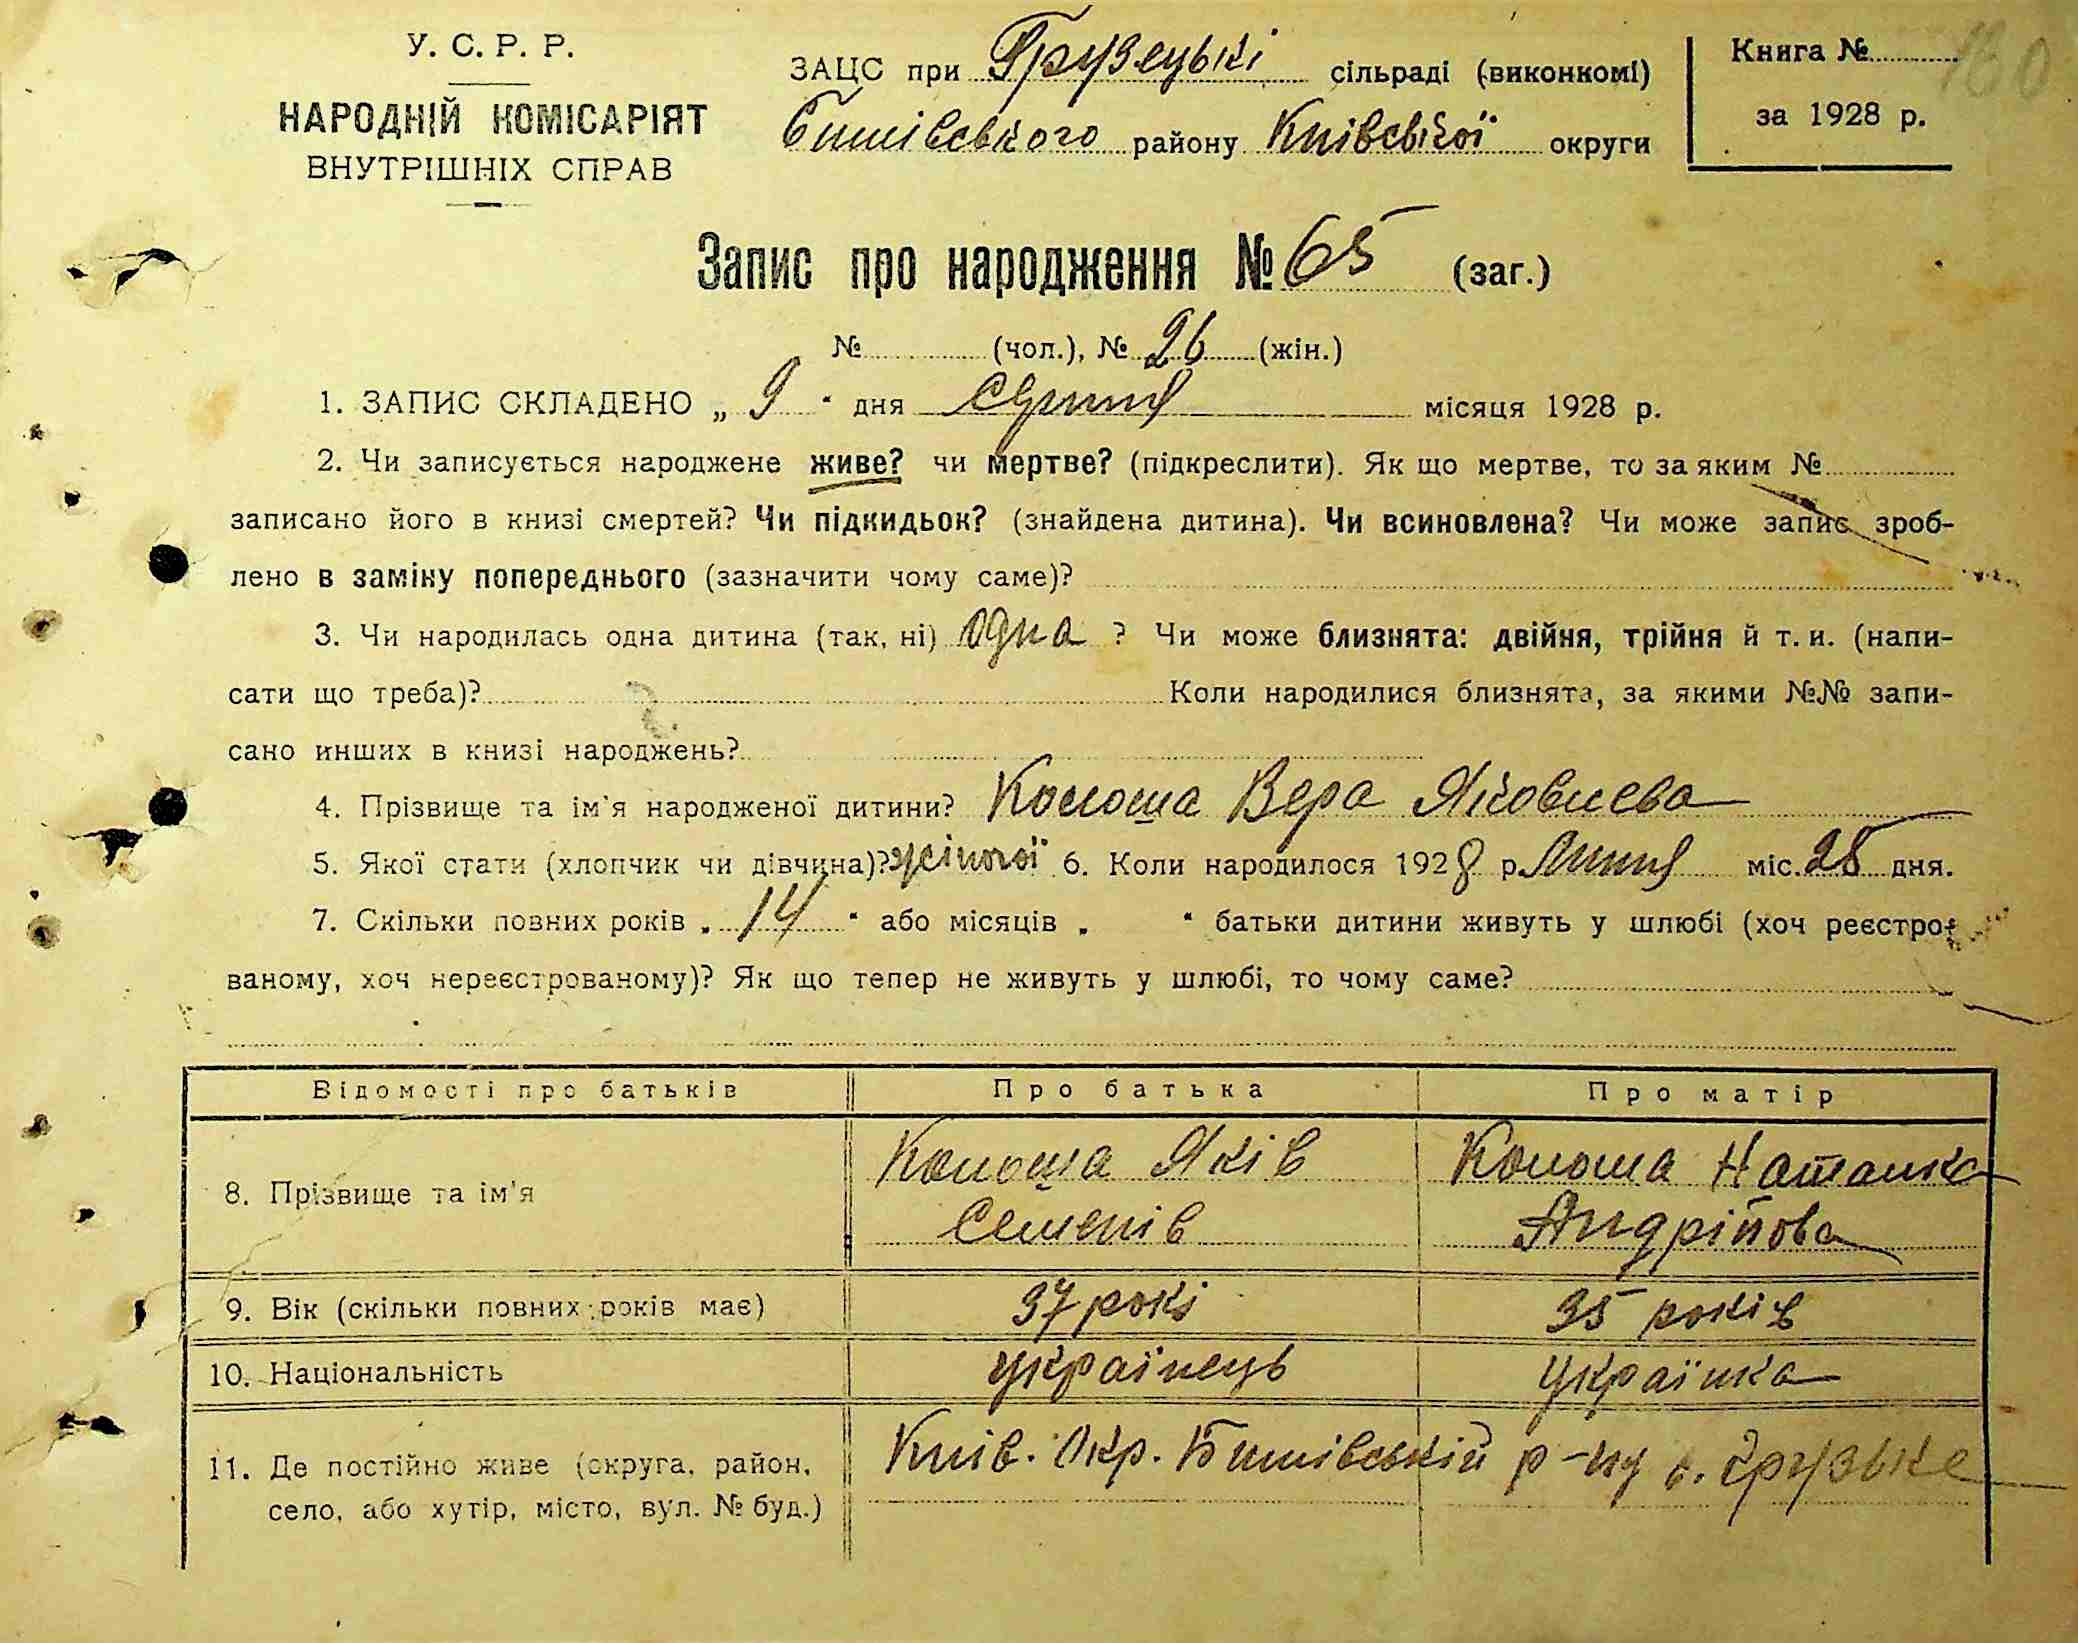 У. С. Р. Р.
НАРОДНІЙ КОМІСАРІЯТ
ВНУТРІШНІХ СПРАВ
ЗАЦС при Грузецькі сільраді (виконкомі)
Бишівського району Київської округи
Книга № 160
за 1928 р.
Запис про народження № 65 (заг.)
№ (чол.), № 26 (жін.)
1. ЗАПИС СКЛАДЕНО „ 9 “ дня серпня місяця 1928 р.
2. Чи записується народжене живе? чи мертве? (підкреслити). Як що мертве, то за яким №
записано його в книзі смертей? Чи підкидьок? (знайдена дитина). Чи всиновлена? Чи може запис зроб-
лено в заміну попереднього (зазначити чому саме)?
3. Чи народилась одна дитина (так, ні) одна ? Чи може близнята: двійня, трійня й т. и. (напи-
сати що треба)? Коли народилися близнята, за якими №№ запи-
сано инших в книзі народжень?
4. Прізвище та ім'я народженої дитини? Колоша Вера Яковлева
5. Якої стати (хлопчик чи дівчина)? жіночої 6. Коли народилося 1928 р. Липня міс. 28 дня.
7. Скільки повних років „ 14 “ або місяців „ “ батьки дитини живуть у шлюбі (хоч реєстро-
ваному, хоч нереєстрованому)? Як що тепер не живуть у шлюбі, то чому саме?
Відомості про батьків Про батька Про матір
8. Прізвище та ім'я Колоша Яків Колоша Наталка
Семенів Андрійова
9. Вік (скільки повних років має) 37 рокі 35 років
10. Національність українець українка
11. Де постійно живе (округа, район, Київ. Окр. Бишівській р-ну с. Грузьке
село, або хутір, місто, вул. № буд.)